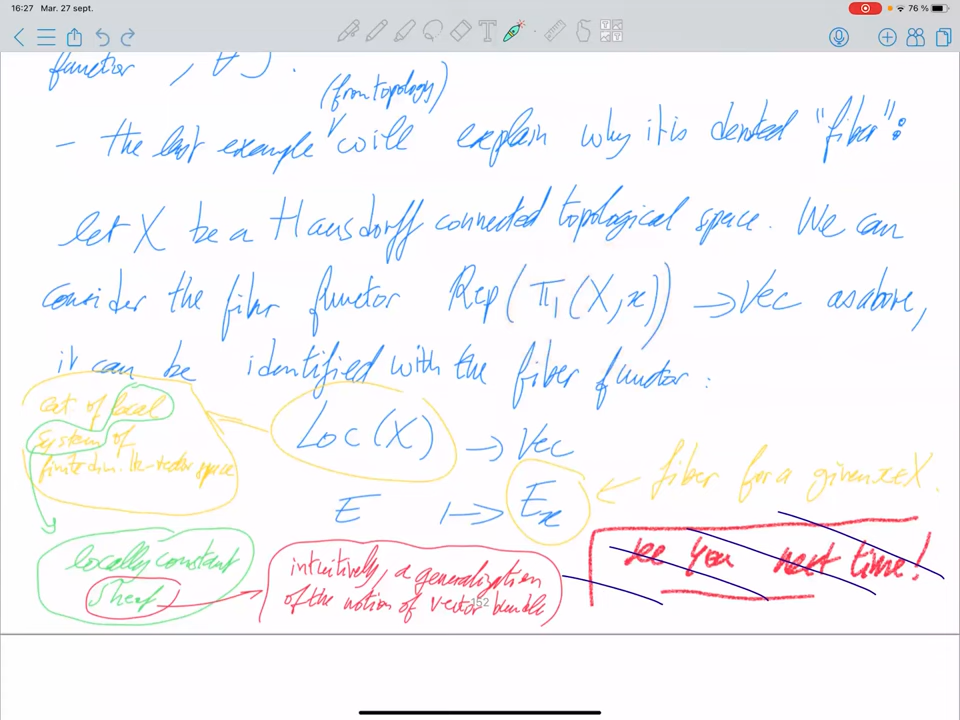 16:27 Mar. 27 sept. 76 %
functor , ∀ J.
(from topology)
- the last example will explain why it is denoted "fiber":
let X be a Hausdorff connected topological space. We can
consider the fiber functor Rep(π₁(X,x)) → Vec as above,
it can be identified with the fiber functor:
cat of local
system of
finite dim. k-vector space
Loc(X) → Vec
E ↦ Eₓ
← fiber for a given x∈X.
locally constant
sheaf
intuitively, a generalization
of the notion of vector bundle
152
see you next time!